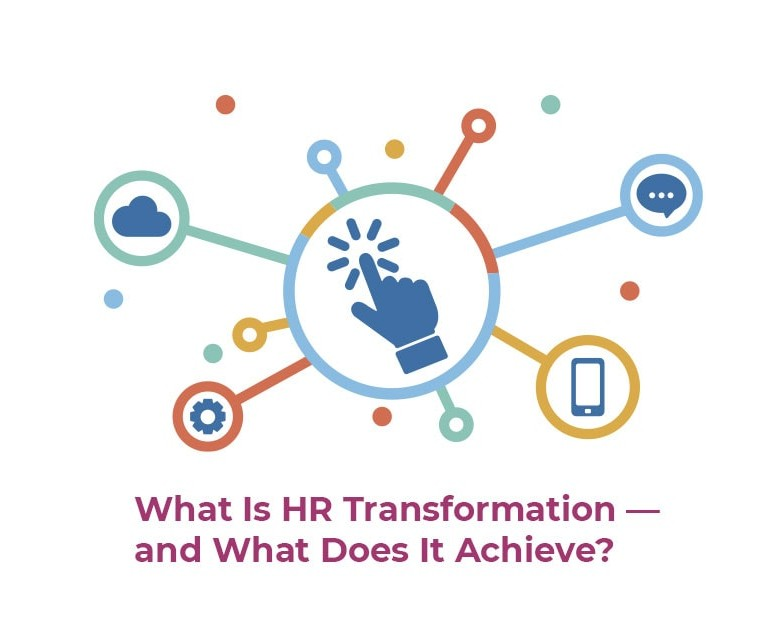 What Is HR Transformation —
and What Does It Achieve?